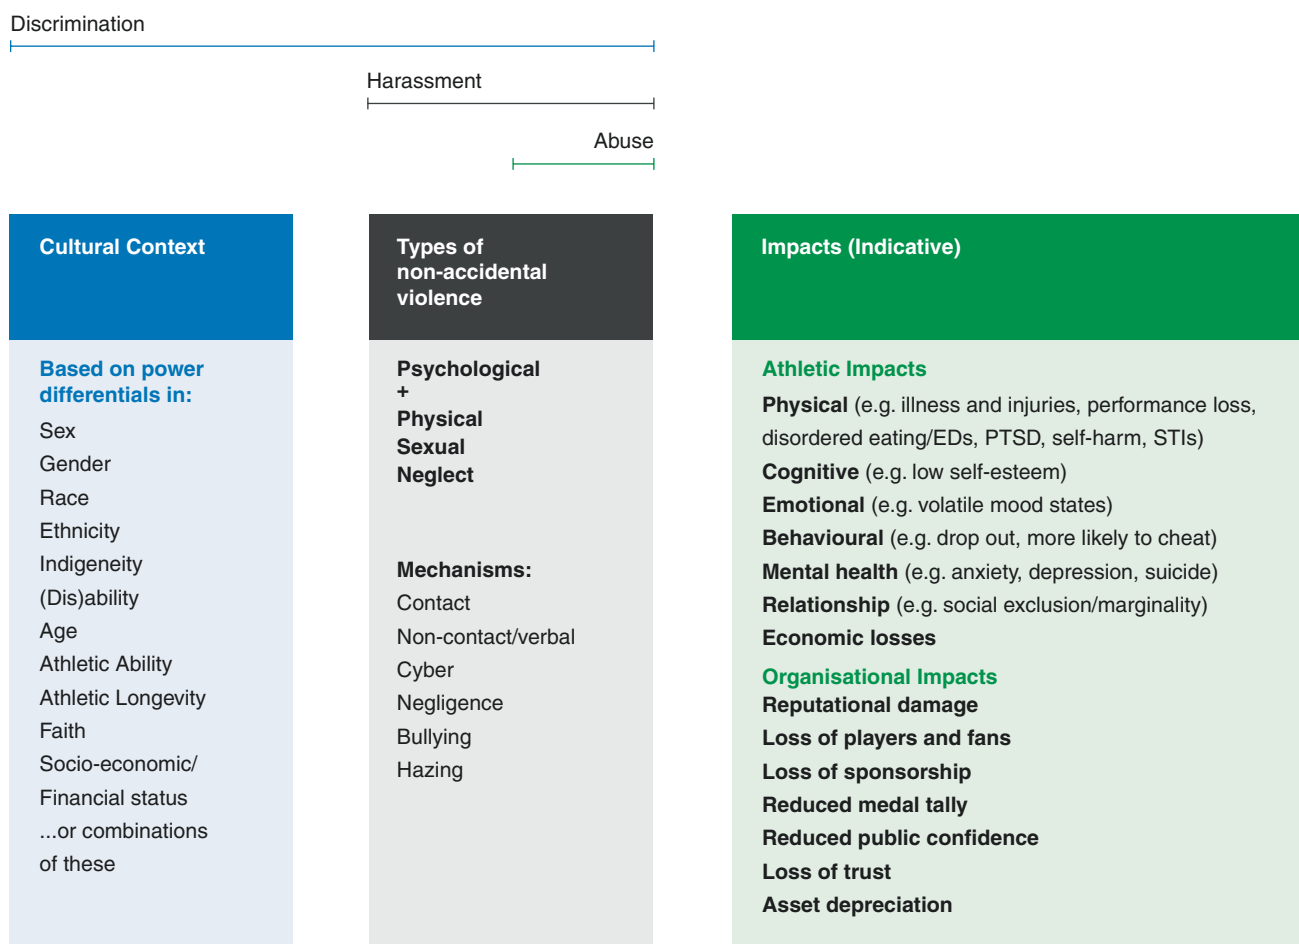 Discrimination
Harassment
Abuse
Cultural Context
Based on power
differentials in:
Sex
Gender
Race
Ethnicity
Indigeneity
(Dis)ability
Age
Athletic Ability
Athletic Longevity
Faith
Socio-economic/
Financial status
...or combinations
of these
Types of
non-accidental
violence
Psychological
+
Physical
Sexual
Neglect
Mechanisms:
Contact
Non-contact/verbal
Cyber
Negligence
Bullying
Hazing
Impacts (Indicative)
Athletic Impacts
Physical (e.g. illness and injuries, performance loss,
disordered eating/EDs, PTSD, self-harm, STIs)
Cognitive (e.g. low self-esteem)
Emotional (e.g. volatile mood states)
Behavioural (e.g. drop out, more likely to cheat)
Mental health (e.g. anxiety, depression, suicide)
Relationship (e.g. social exclusion/marginality)
Economic losses
Organisational Impacts
Reputational damage
Loss of players and fans
Loss of sponsorship
Reduced medal tally
Reduced public confidence
Loss of trust
Asset depreciation